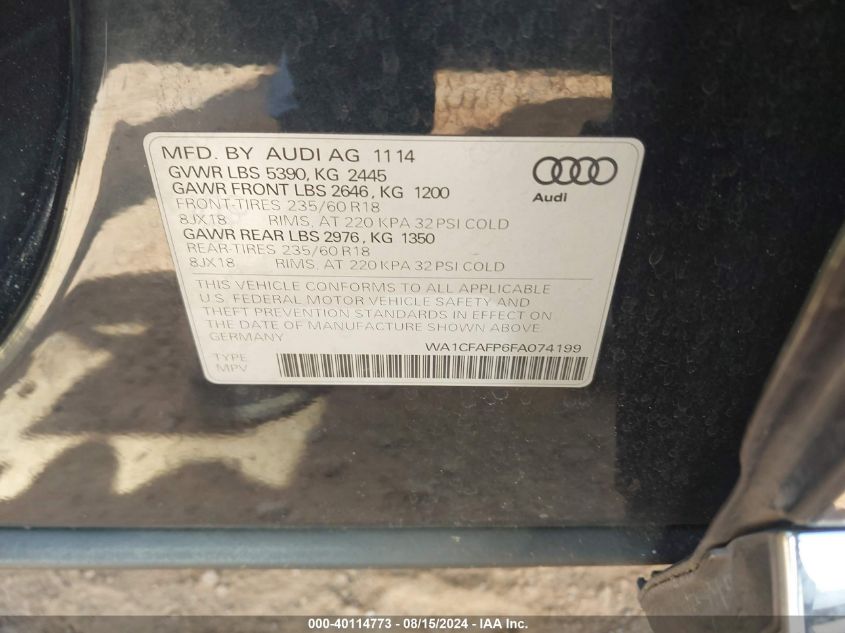 MFD. BY AUDI AG 11 14
GVWR LBS 5390, KG 2445
GAWR FRONT LBS 2646, KG 1200
FRONT-TIRES 235/60 R18
8JX18 RIMS, AT 220 KPA 32 PSI COLD
GAWR REAR LBS 2976, KG 1350
REAR-TIRES 235/60 R18
8JX18 RIMS, AT 220 KPA 32 PSI COLD
Audi
THIS VEHICLE CONFORMS TO ALL APPLICABLE
U.S. FEDERAL MOTOR VEHICLE SAFETY AND
THEFT PREVENTION STANDARDS IN EFFECT ON
THE DATE OF MANUFACTURE SHOWN ABOVE.
GERMANY
WA1CFAFP6FA074199
TYPE
MPV
000-40114773 - 08/15/2024 - IAA Inc.